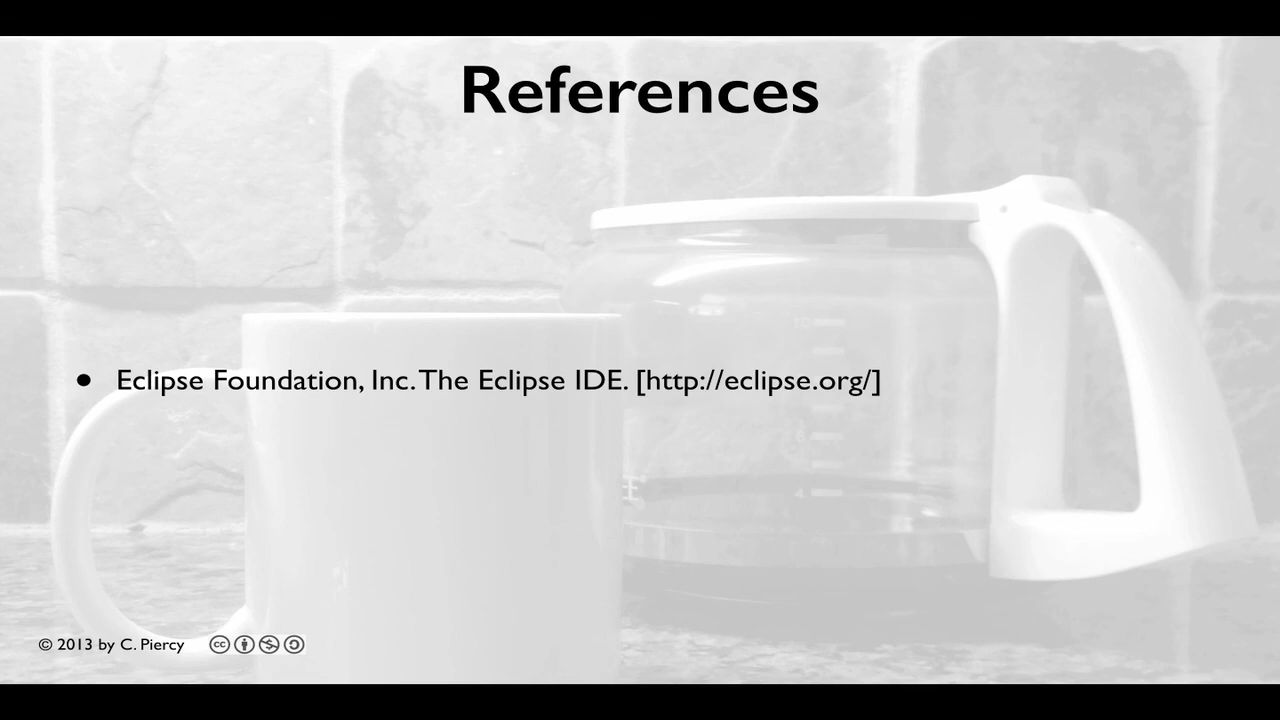 References
• Eclipse Foundation, Inc. The Eclipse IDE. [http://eclipse.org/]
© 2013 by C. Piercy